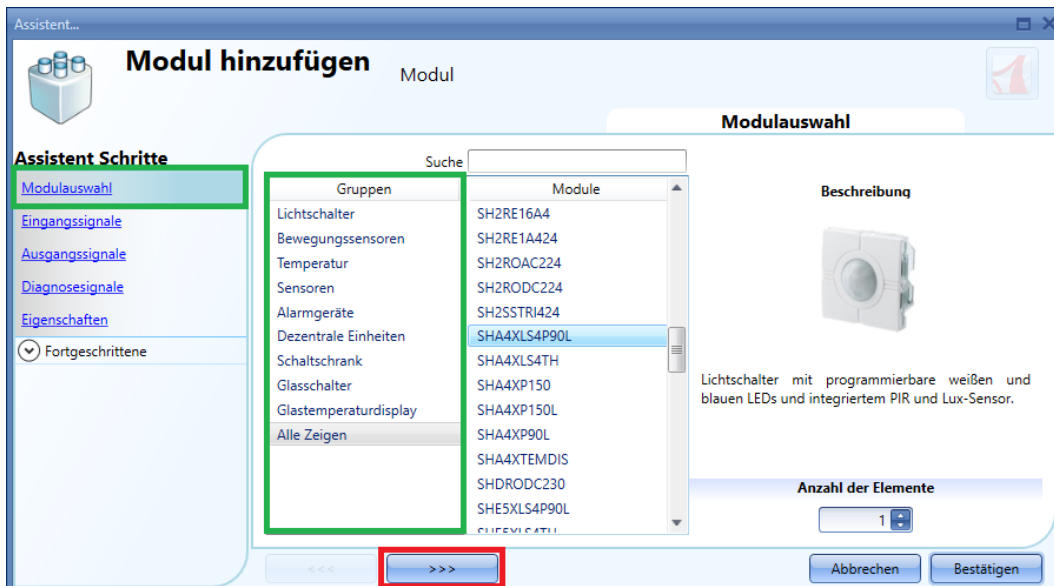 Assistent...
Modul hinzufügen
Modul
Modulauswahl
Assistent Schritte
Modulauswahl
Eingangssignale
Ausgangssignale
Diagnosesignale
Eigenschaften
Fortgeschrittene
Suche
Gruppen
Lichtschalter
Bewegungssensoren
Temperatur
Sensoren
Alarmgeräte
Dezentrale Einheiten
Schaltschrank
Glasschalter
Glastemperaturdisplay
Alle Zeigen
Module
SH2RE16A4
SH2RE1A424
SH2ROAC224
SH2RODC224
SH2SSTRI424
SHA4XLS4P90L
SHA4XLS4TH
SHA4XP150
SHA4XP150L
SHA4XP90L
SHA4XTEMDIS
SHDRODC230
SHE5XLS4P90L
SHE5XLS4TH
Beschreibung
Lichtschalter mit programmierbare weißen und
blauen LEDs und integriertem PIR und Lux-Sensor.
Anzahl der Elemente
1
<<<
>>>
Abbrechen
Bestätigen